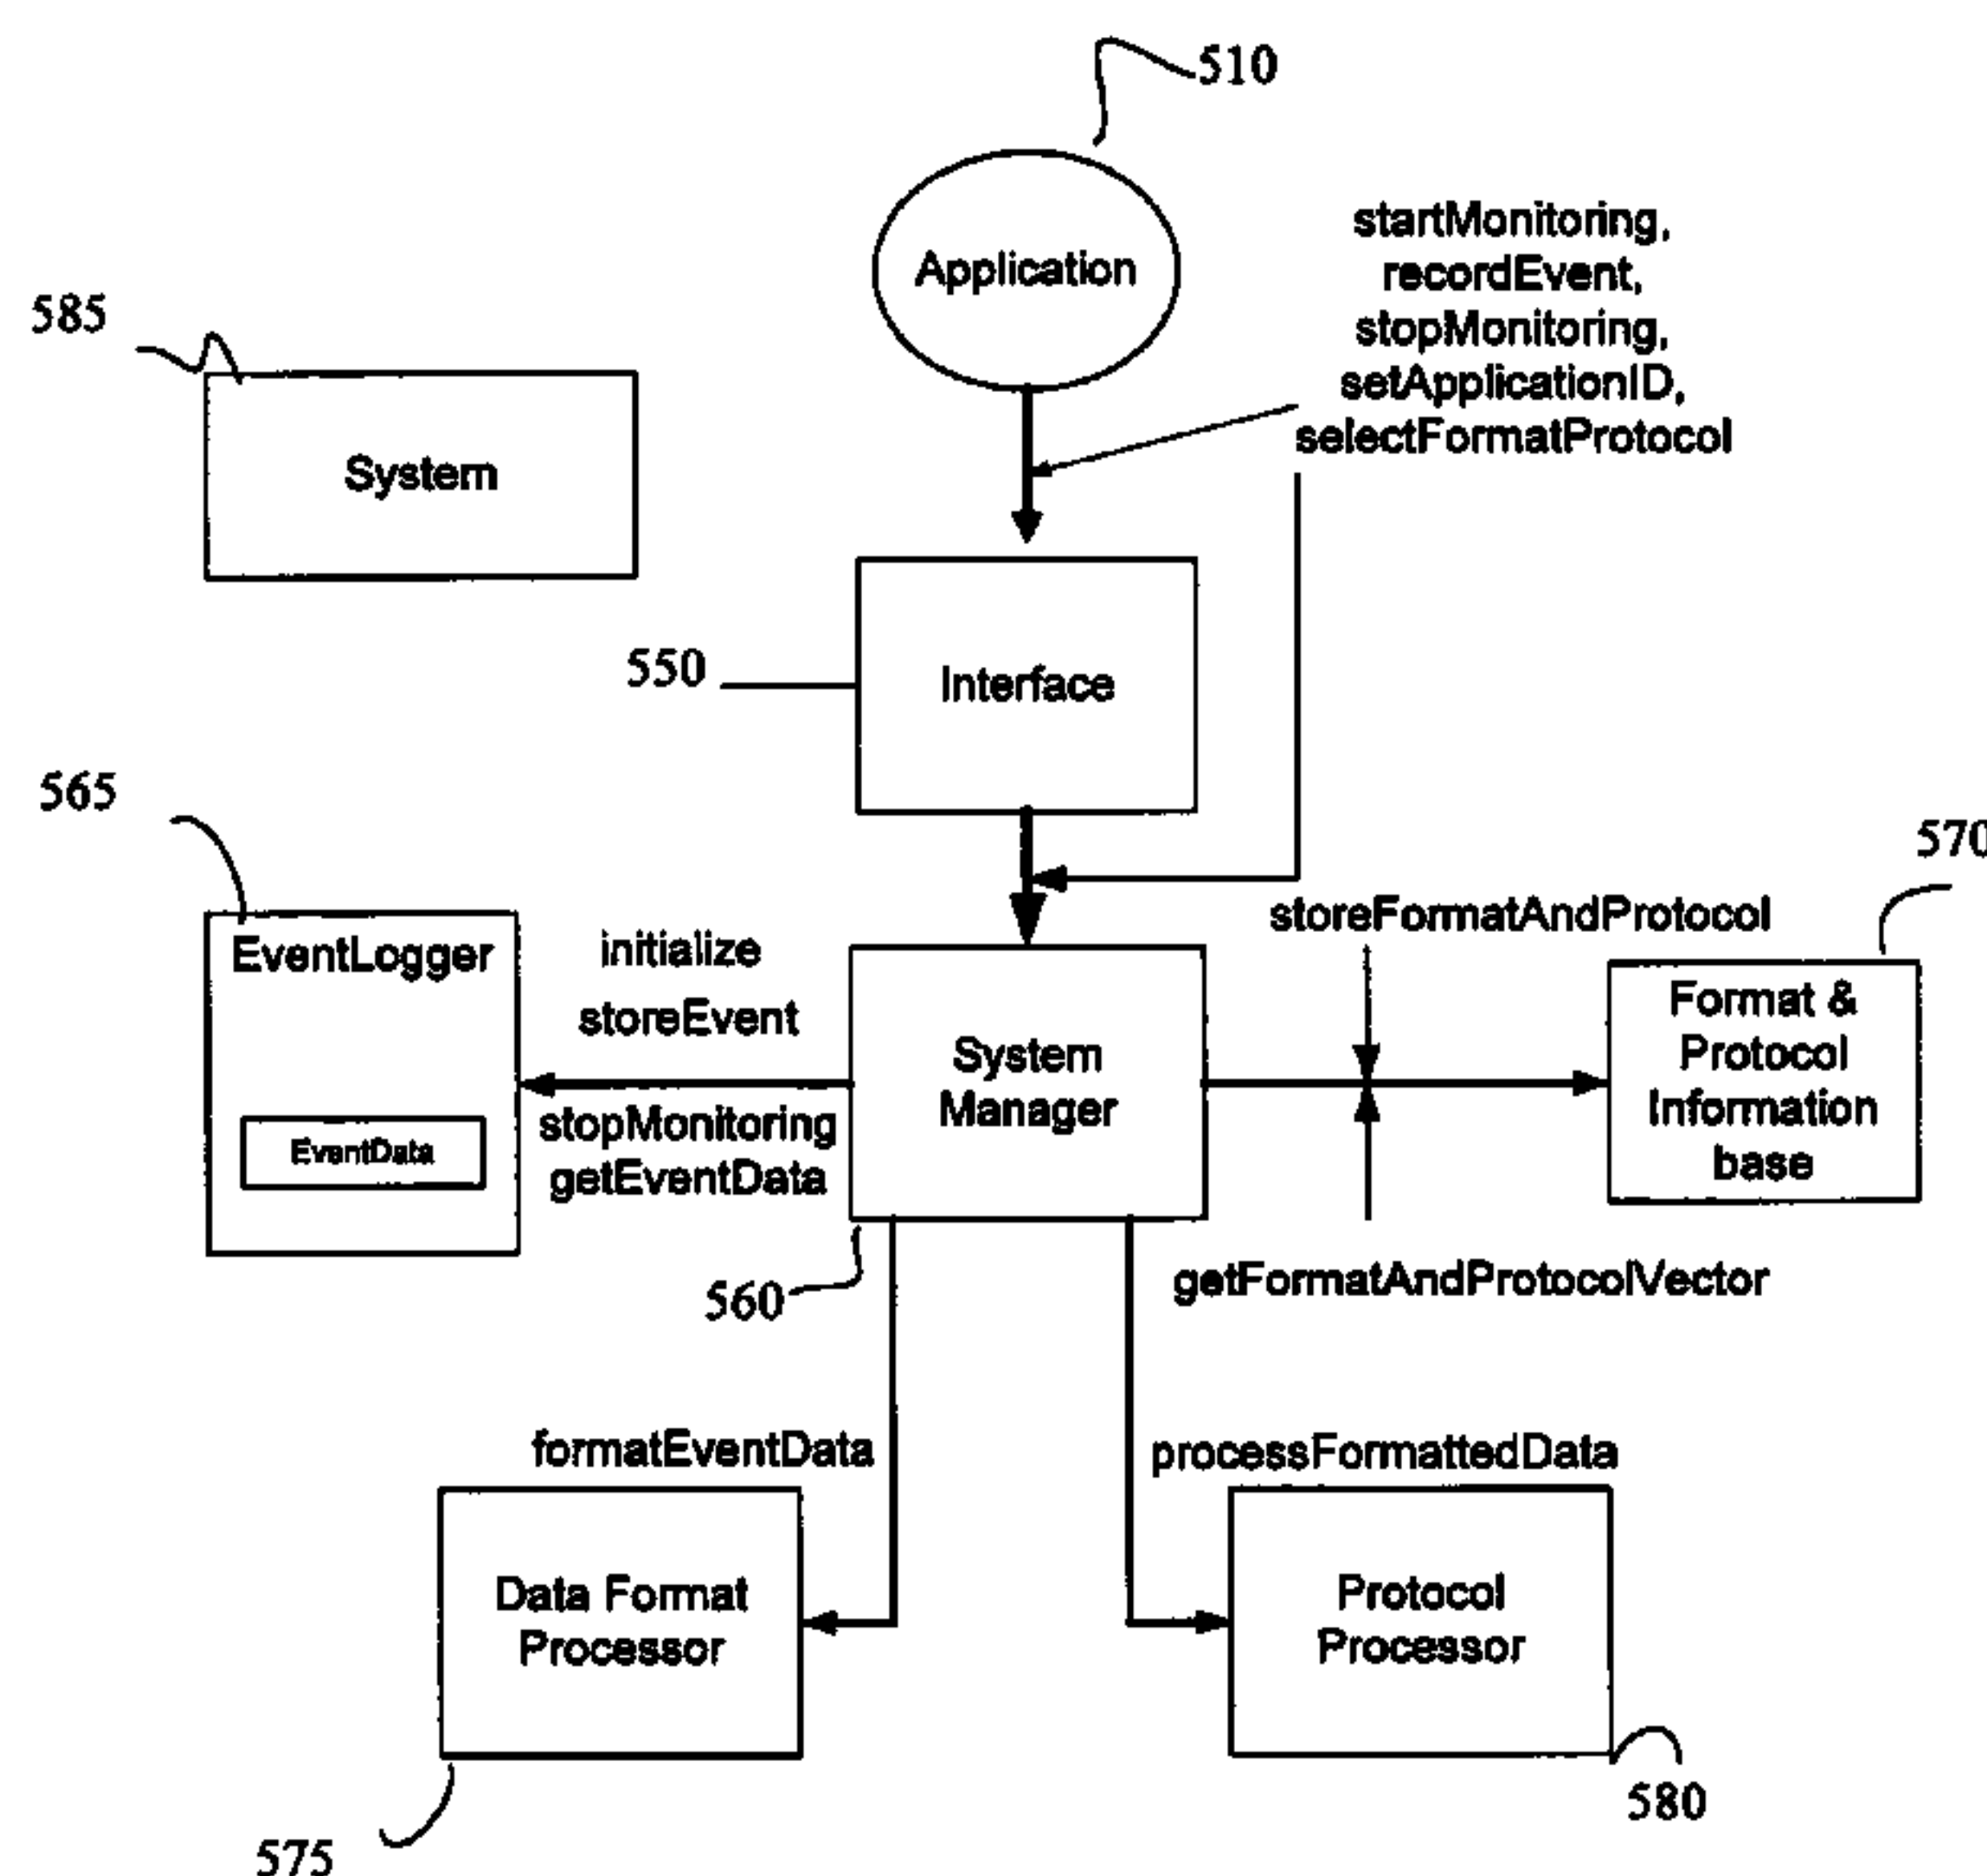 510
Application
startMonitoring,
recordEvent,
stopMonitoring,
setApplicationID,
selectFormatProtocol
585
System
550
Interface
565
EventLogger
EventData
initialize
storeEvent
stopMonitoring
getEventData
System
Manager
560
storeFormatAndProtocol
getFormatAndProtocolVector
570
Format &
Protocol
Information
base
formatEventData
processFormattedData
Data Format
Processor
575
Protocol
Processor
580